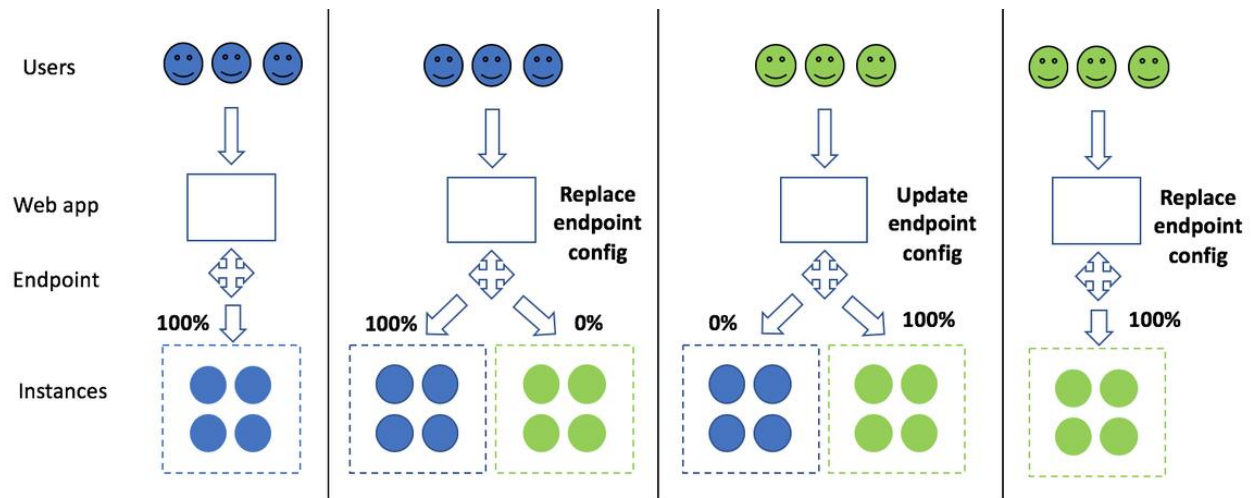 Users
Web app
Replace
endpoint
config
Update
endpoint
config
Replace
endpoint
config
Endpoint
100%
100%
0%
0%
100%
100%
Instances